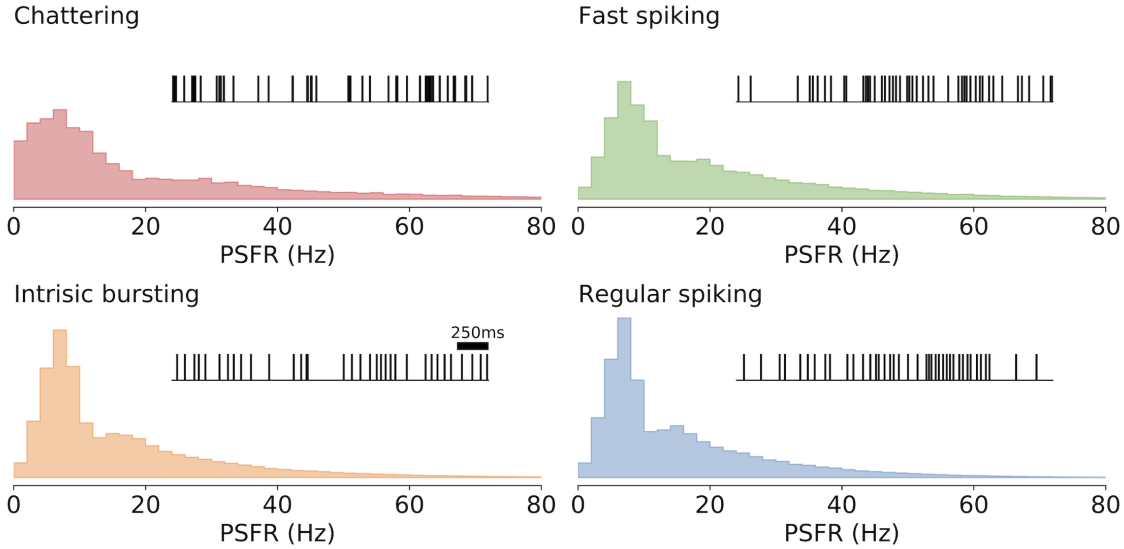 Chattering
0 20 40 60 80
PSFR (Hz)
Fast spiking
0 20 40 60 80
PSFR (Hz)
Intrisic bursting
250ms
0 20 40 60 80
PSFR (Hz)
Regular spiking
0 20 40 60 80
PSFR (Hz)